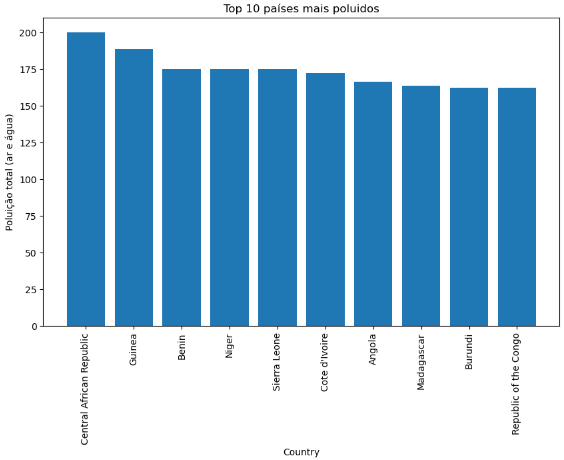 Top 10 países mais poluidos
Poluição total (ar e água)
200
175
150
125
100
75
50
25
0
Central African Republic
Guinea
Benin
Niger
Sierra Leone
Cote d'Ivoire
Angola
Madagascar
Burundi
Republic of the Congo
Country